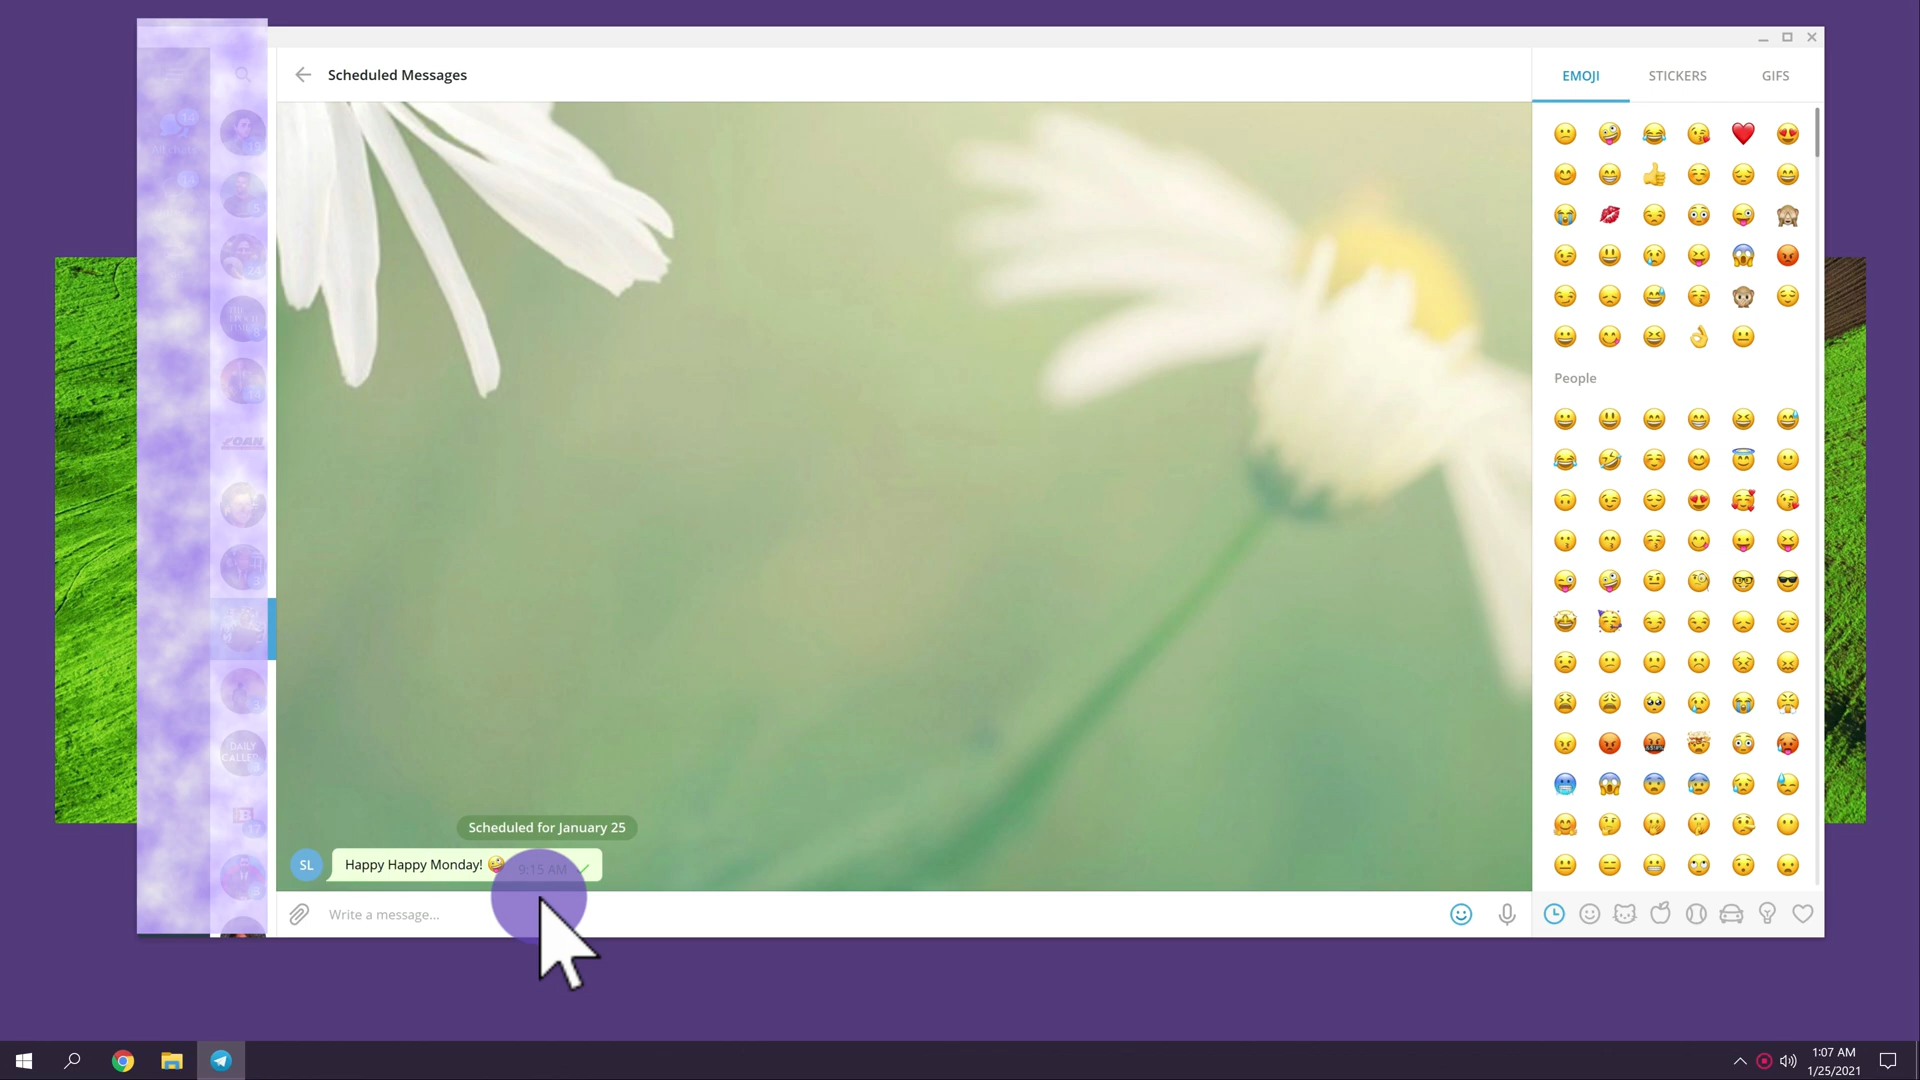 Scheduled Messages
EMOJI
STICKERS
GIFS
People
Scheduled for January 25
SL
Happy Happy Monday! 🤪 9:15 AM
Write a message...
DAILY
1:07 AM
1/25/2021